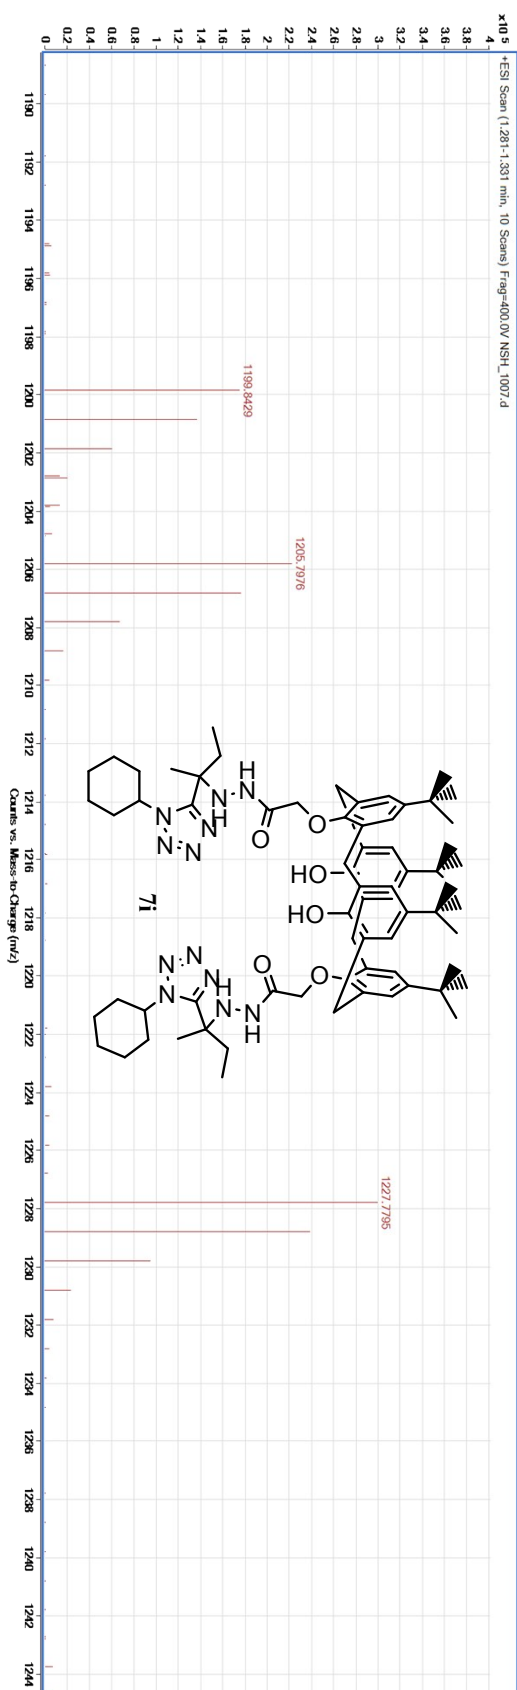 x10 5
+ESI Scan (1.281-1.331 min, 10 Scans) Frag=400.0V NSH_1007.d
4
3.8
3.6
3.4
3.2
3
2.8
2.6
2.4
2.2
2
1.8
1.6
1.4
1.2
1
0.8
0.6
0.4
0.2
0
1199.8429
1205.7976
1227.7795
O
O
HO
HO
O
O
H
N
N
H
N
N
N
N
H
N
N
H
N
N
N
N
7i
1190 1192 1194 1196 1198 1200 1202 1204 1206 1208 1210 1212 1214 1216 1218 1220 1222 1224 1226 1228 1230 1232 1234 1236 1238 1240 1242 1244
Counts vs. Mass-to-Charge (m/z)